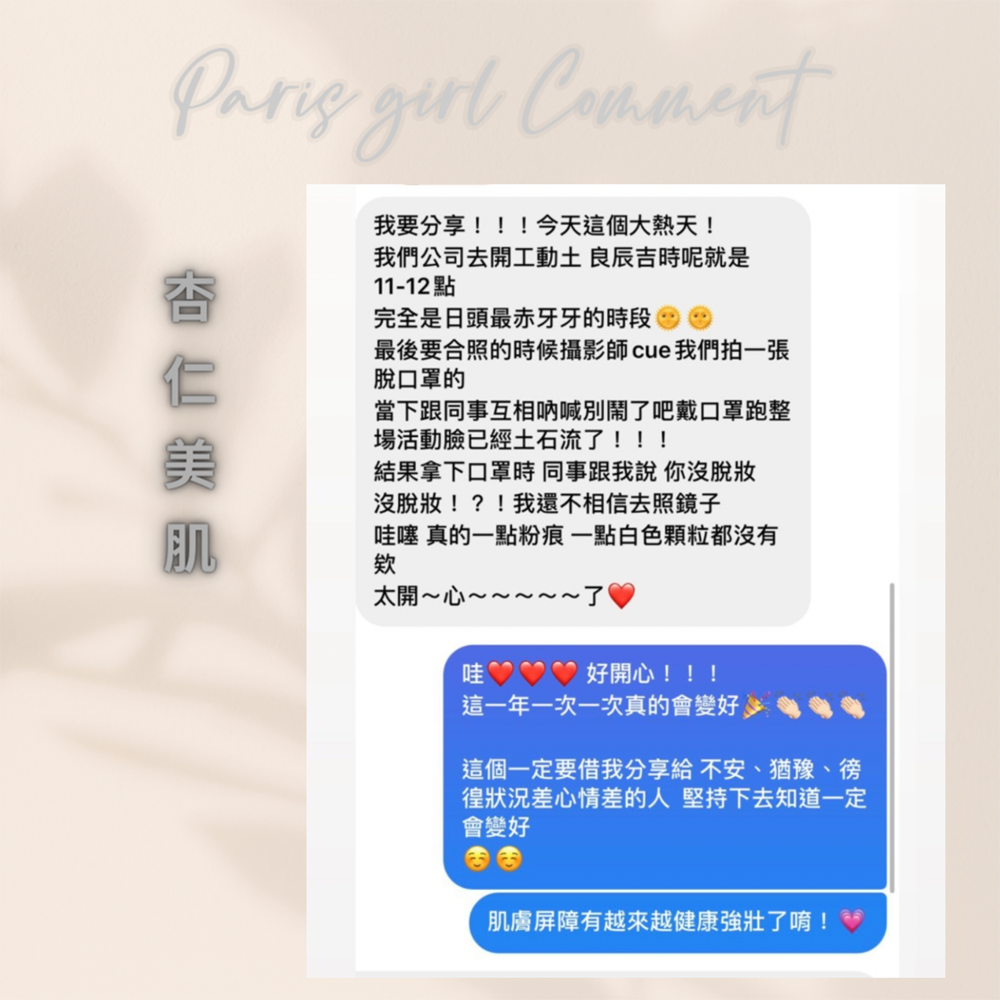 Paris girl Comment
杏仁美肌
我要分享！！！今天這個大熱天！
我們公司去開工動土 良辰吉時呢就是
11-12點
完全是日頭最赤牙牙的時段🌞🌞
最後要合照的時候攝影師cue我們拍一張
脫口罩的
當下跟同事互相吶喊別鬧了吧戴口罩跑整
場活動臉已經土石流了！！！
結果拿下口罩時 同事跟我說 你沒脫妝
沒脫妝！？！我還不相信去照鏡子
哇噻 真的一點粉痕 一點白色顆粒都沒有
欸
太開～心～～～～～了❤️
哇❤️❤️❤️ 好開心！！！
這一年一次一次真的會變好🎉👏🏻👏🏻👏🏻
這個一定要借我分享給 不安、猶豫、徬
徨狀況差心情差的人 堅持下去知道一定
會變好
☺️☺️
肌膚屏障有越來越健康強壯了唷！💗